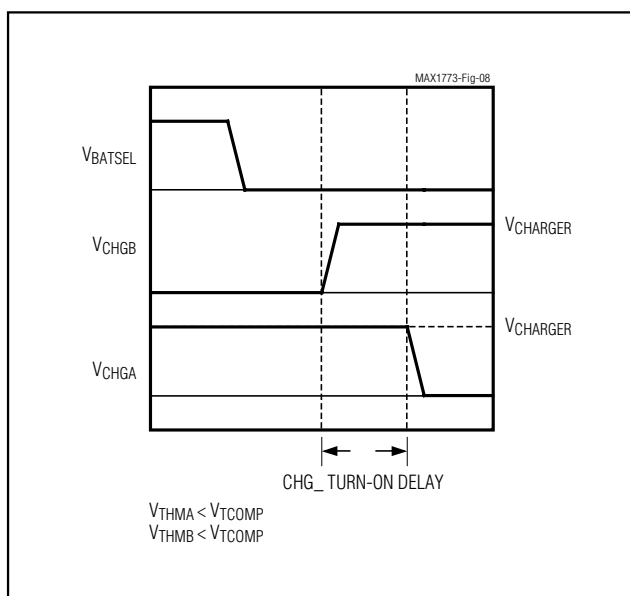 MAX1773-Fig-08
VBATSEL
VCHGB
VCHARGER
VCHARGER
VCHGA
CHG_ TURN-ON DELAY
VTHMA < VTCOMP
VTHMB < VTCOMP